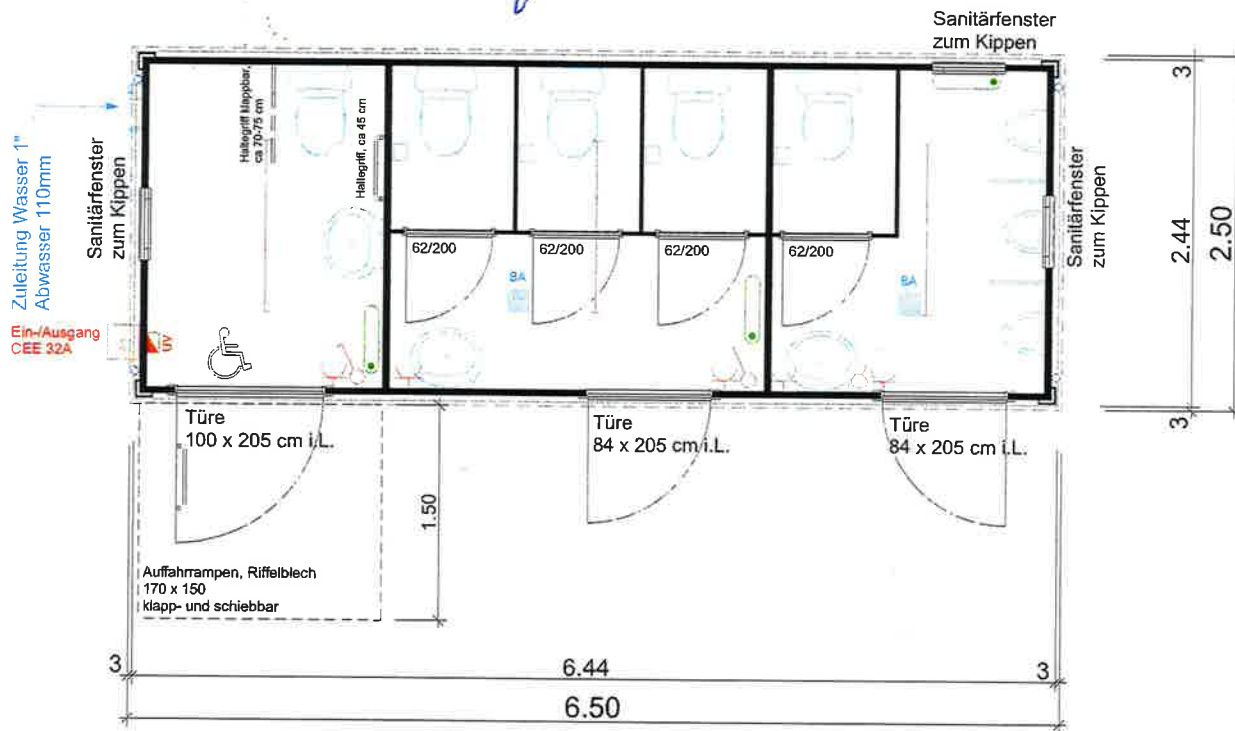 Sanitärfenster
zum Kippen
Zuleitung Wasser 1"
Abwasser 110mm
Sanitärfenster
zum Kippen
Haltegriff klappbar,
ca 70-75 cm
Haltegriff, ca 45 cm
Sanitärfenster
zum Kippen
3
2.44
2.50
3
62/200
62/200
62/200
62/200
BA
BA
Ein-/Ausgang
CEE 32A
UV
Türe
100 x 205 cm i.L.
Türe
84 x 205 cm i.L.
Türe
84 x 205 cm i.L.
1.50
Auffahrrampen, Riffelblech
170 x 150
klapp- und schiebbar
3
6.44
3
6.50